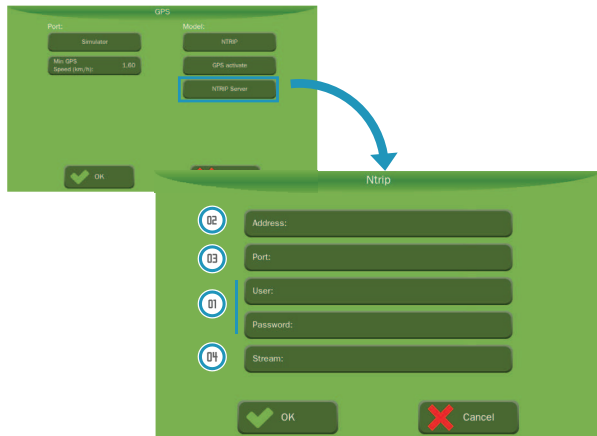 GPS
Port:
Model:
Simulator
NTRIP
Min GPS
Speed (km/h):
1,60
GPS activate
NTRIP Server
OK
Ntrip
02
Address:
03
Port:
01
User:
Password:
04
Stream:
OK
Cancel